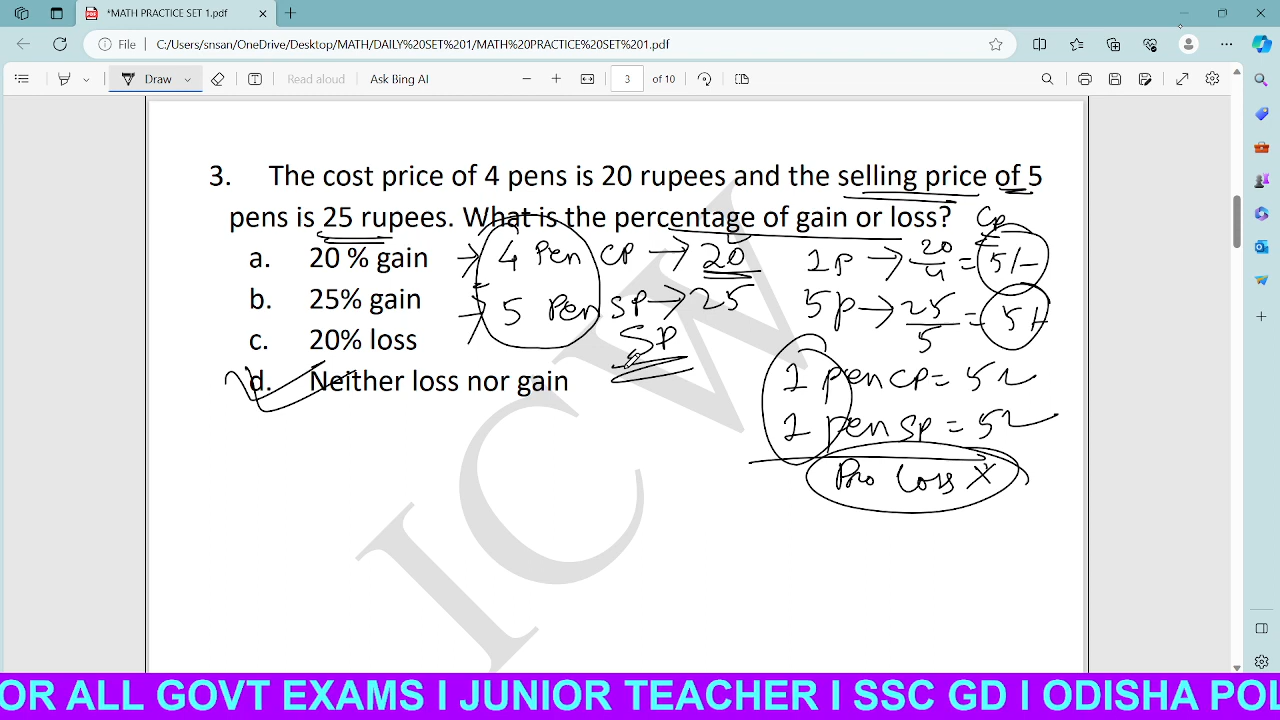 *MATH PRACTICE SET 1.pdf
File C:/Users/snsan/OneDrive/Desktop/MATH/DAILY%20SET%201/MATH%20PRACTICE%20SET%201.pdf
Draw Read aloud Ask Bing AI 3 of 10
3. The cost price of 4 pens is 20 rupees and the selling price of 5
pens is 25 rupees. What is the percentage of gain or loss?
a. 20 % gain
b. 25% gain
c. 20% loss
d. Neither loss nor gain
4 Pen CP → 20
5 Pen SP → 25
SP
CP
1P → 20/4 = 5/-
5P → 25/5 = 5/-
1 pen CP = 5
1 pen SP = 5
Pro Loss X
ICW
OR ALL GOVT EXAMS I JUNIOR TEACHER I SSC GD I ODISHA POL